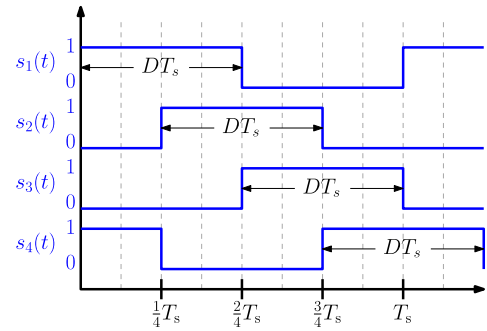 1
s₁(t)
DTₛ
0
1
s₂(t)
DTₛ
0
1
s₃(t)
DTₛ
0
1
s₄(t)
DTₛ
0
¼Tₛ 2/4Tₛ ¾Tₛ Tₛ